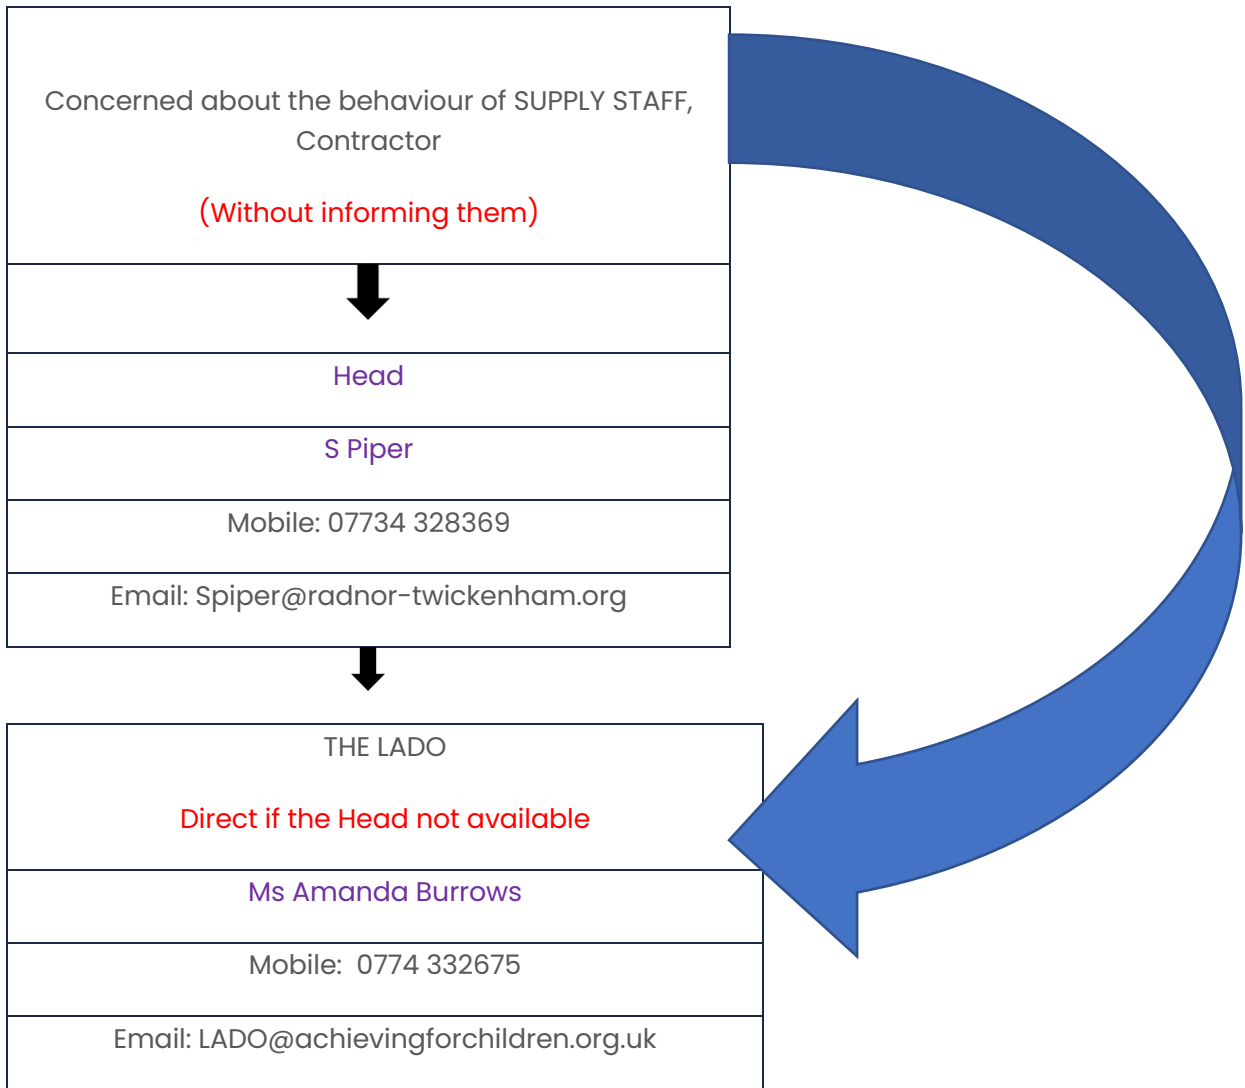 Concerned about the behaviour of SUPPLY STAFF,
Contractor
(Without informing them)
Head
S Piper
Mobile: 07734 328369
Email: Spiper@radnor-twickenham.org
THE LADO
Direct if the Head not available
Ms Amanda Burrows
Mobile:  0774 332675
Email: LADO@achievingforchildren.org.uk